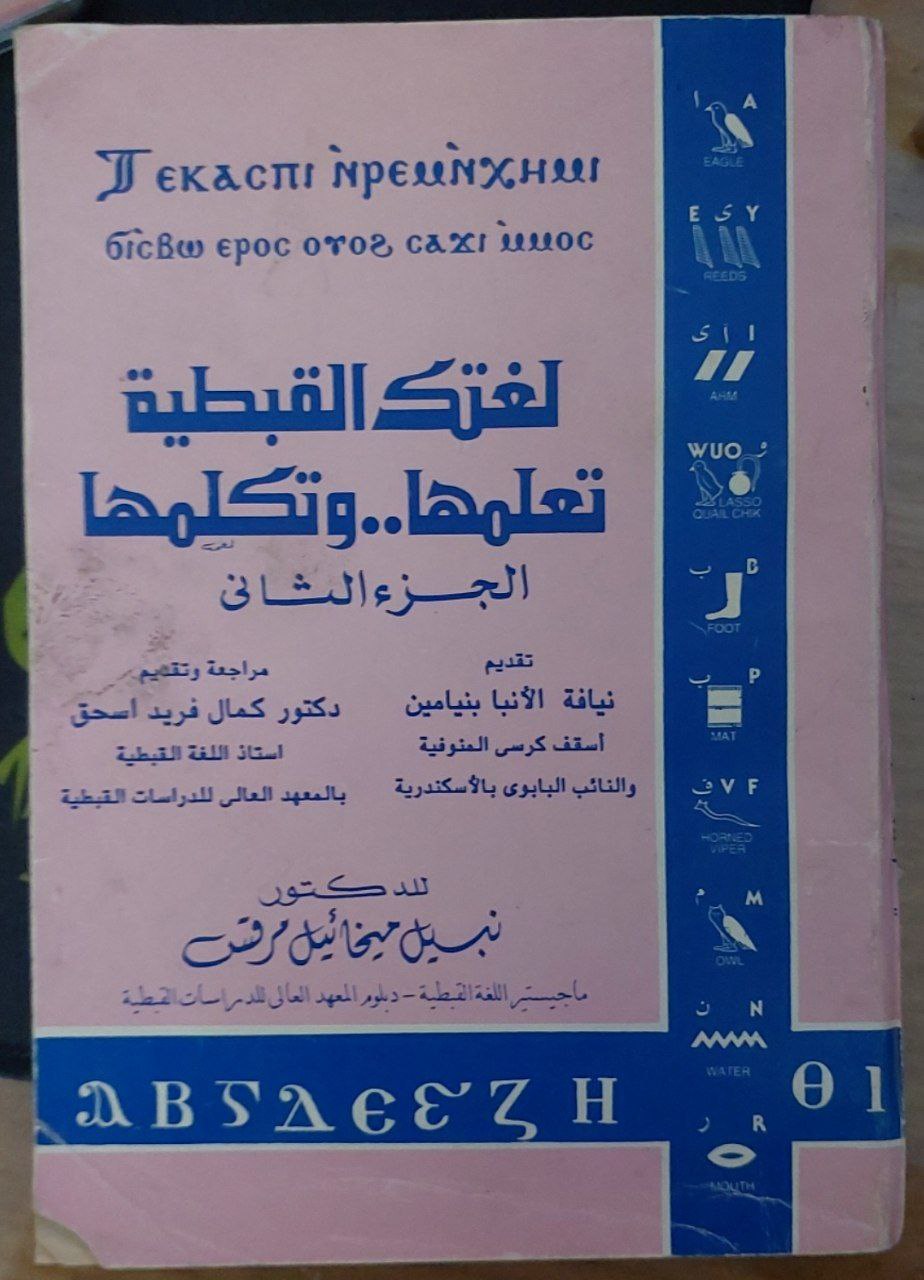 Ⲧⲉⲕⲁⲥⲡⲓ ⲛ̀ⲣⲉⲙⲛ̀ⲭⲏⲙⲓ
ϭⲓⲥⲃⲱ ⲉⲣⲟⲥ ⲟⲩⲟϩ ⲥⲁϫⲓ ⲙ̀ⲙⲟⲥ
لغتك القبطية
تعلمها..وتكلمها
الجزء الثانى
تقديم
نيافة الأنبا بنيامين
أسقف كرسى المنوفية
والنائب البابوى بالأسكندرية
مراجعة وتقديم
دكتور كمال فريد اسحق
استاذ اللغة القبطية
بالمعهد العالى للدراسات القبطية
للدكتور
نبيل ميخائيل مرقس
ماجيستير اللغة القبطية - دبلوم المعهد العالى للدراسات القبطية
ا A
EAGLE
E ى Y
REEDS
أى ا I
ARM
WUO و
LASSO
QUAIL CHIK
ب B
FOOT
ب P
MAT
ف V F
HORNED
VIPER
م M
OWL
ن N
WATER
ر R
MOUTH
Ⲁ Ⲃ Ⲅ Ⲇ Ⲉ Ⲋ Ⲍ Ⲏ Ⲑ Ⲓ